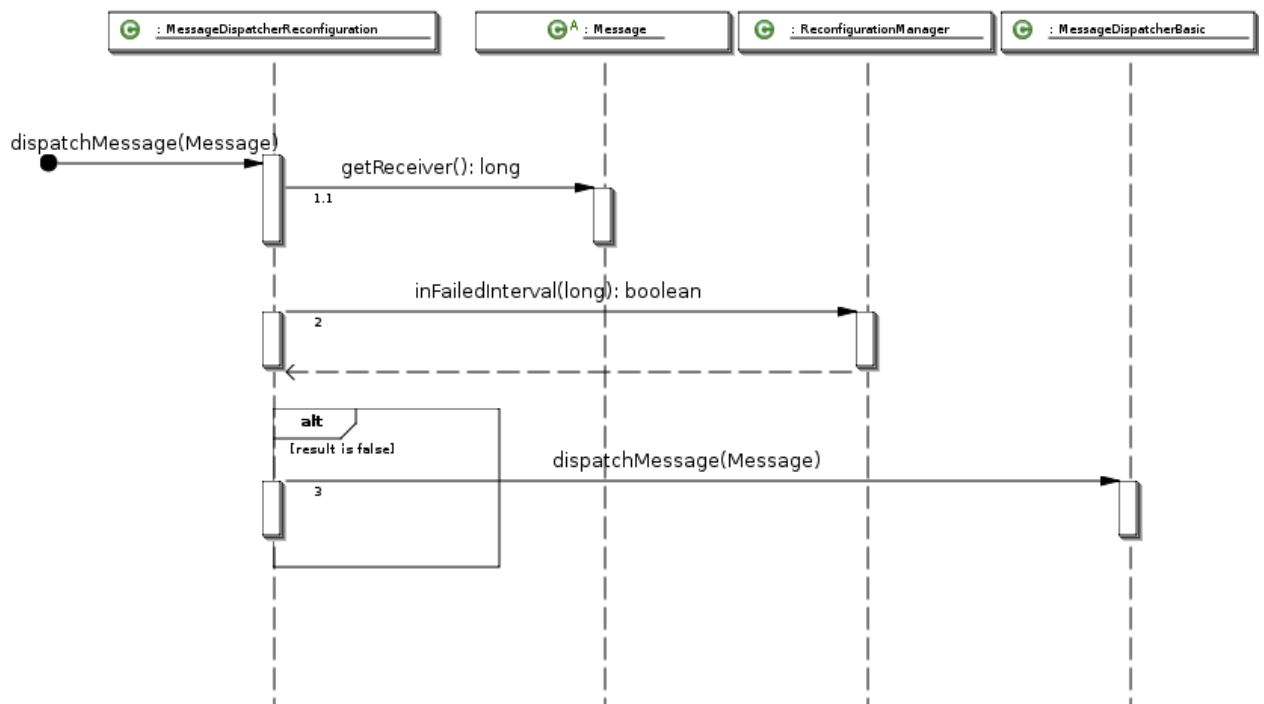 C : MessageDispatcherReconfiguration
C A : Message
C : ReconfigurationManager
C : MessageDispatcherBasic
dispatchMessage(Message)
getReceiver(): long
1.1
inFailedInterval(long): boolean
2
alt
[result is false]
dispatchMessage(Message)
3